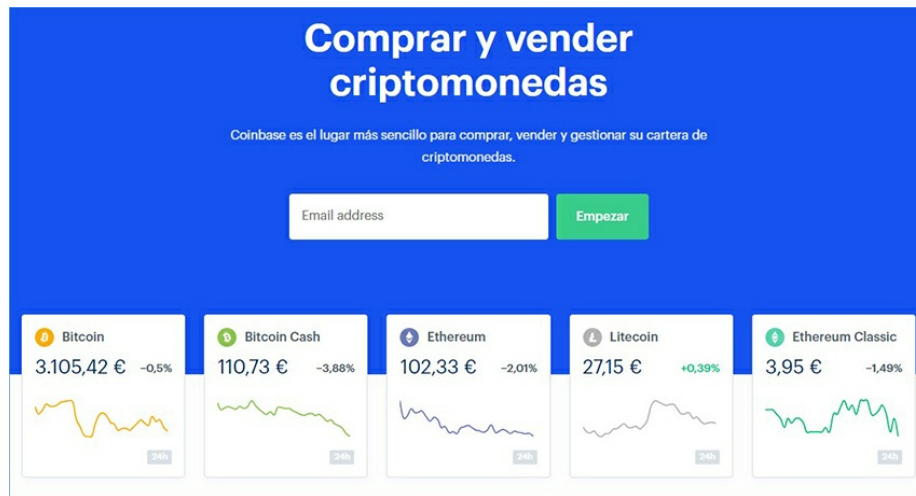 Comprar y vender
criptomonedas
Coinbase es el lugar más sencillo para comprar, vender y gestionar su cartera de
criptomonedas.
Email address
Empezar
Bitcoin
3.105,42 € -0,5%
24h
Bitcoin Cash
110,73 € -3,88%
24h
Ethereum
102,33 € -2,01%
24h
Litecoin
27,15 € +0,39%
24h
Ethereum Classic
3,95 € -1,49%
24h